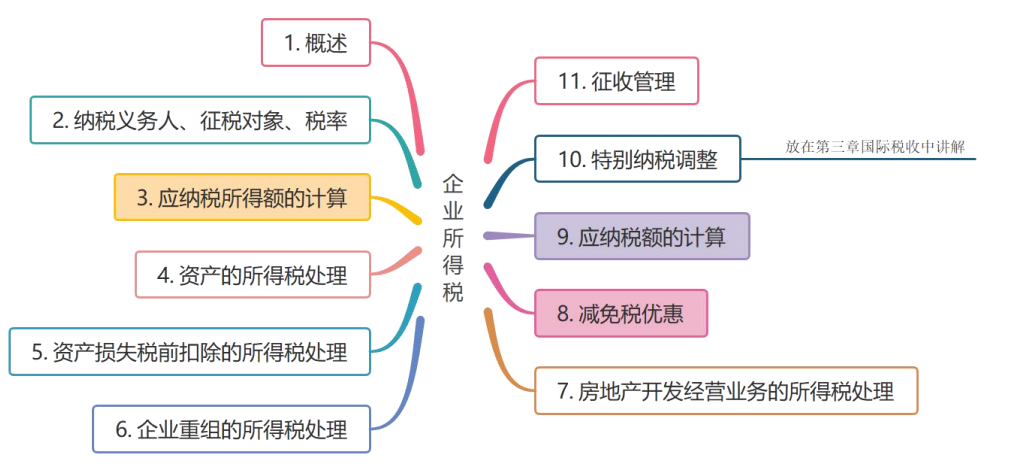 1. 概述
2. 纳税义务人、征税对象、税率
3. 应纳税所得额的计算
4. 资产的所得税处理
5. 资产损失税前扣除的所得税处理
6. 企业重组的所得税处理
企业所得税
11. 征收管理
10. 特别纳税调整
放在第三章国际税收中讲解
9. 应纳税额的计算
8. 减免税优惠
7. 房地产开发经营业务的所得税处理